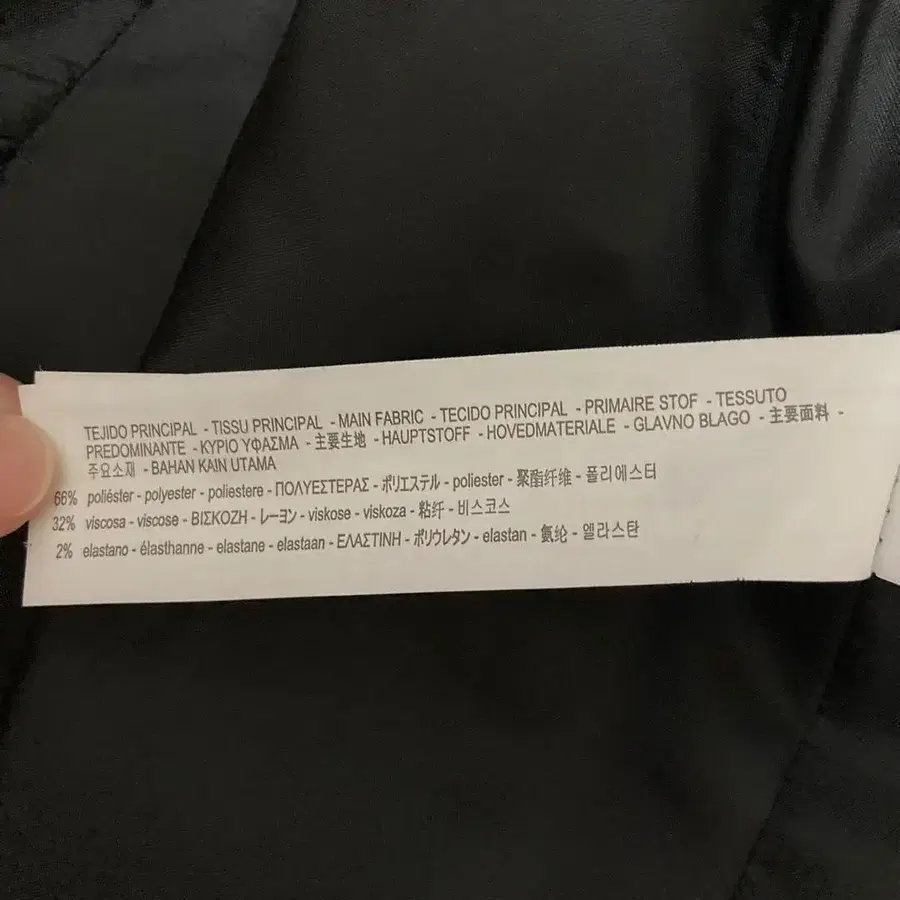 TEJIDO PRINCIPAL - TISSU PRINCIPAL - MAIN FABRIC - TECIDO PRINCIPAL - PRIMAIRE STOF - TESSUTO
PREDOMINANTE - ΚΥΡΙΟ ΥΦΑΣΜΑ - 主要生地 - HAUPTSTOFF - HOVEDMATERIALE - GLAVNO BLAGO - 主要面料 -
주요소재 - BAHAN KAIN UTAMA
66% poliéster - polyester - poliestere - ΠΟΛΥΕΣΤΕΡΑΣ - ポリエステル - poliester - 聚酯纤维 - 폴리에스터
32% viscosa - viscose - ΒΙΣΚΟΖΗ - レーヨン - viskose - viskoza - 粘纤 - 비스코스
2% elastano - élasthanne - elastane - elastaan - ΕΛΑΣΤΙΝΗ - ポリウレタン - elastan - 氨纶 - 엘라스탄